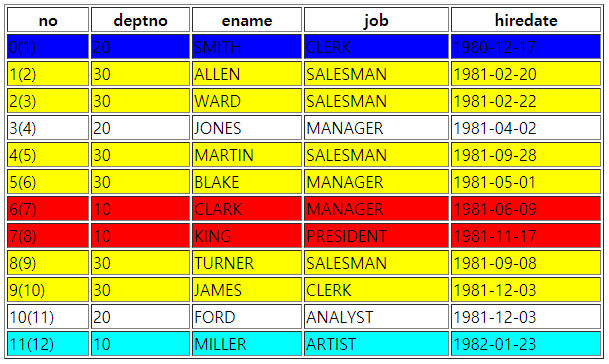 no deptno ename job hiredate
0(1) 20 SMITH CLERK 1980-12-17
1(2) 30 ALLEN SALESMAN 1981-02-20
2(3) 30 WARD SALESMAN 1981-02-22
3(4) 20 JONES MANAGER 1981-04-02
4(5) 30 MARTIN SALESMAN 1981-09-28
5(6) 30 BLAKE MANAGER 1981-05-01
6(7) 10 CLARK MANAGER 1981-06-09
7(8) 10 KING PRESIDENT 1981-11-17
8(9) 30 TURNER SALESMAN 1981-09-08
9(10) 30 JAMES CLERK 1981-12-03
10(11) 20 FORD ANALYST 1981-12-03
11(12) 10 MILLER ARTIST 1982-01-23